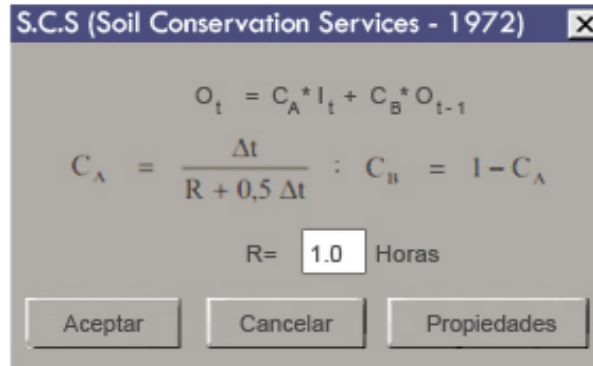 S.C.S (Soil Conservation Services - 1972)
O_t = C_A* I_t + C_B* O_{t-1}
C_A = Δt / (R + 0,5 Δt) : C_B = 1 – C_A
R= 1.0 Horas
Aceptar Cancelar Propiedades